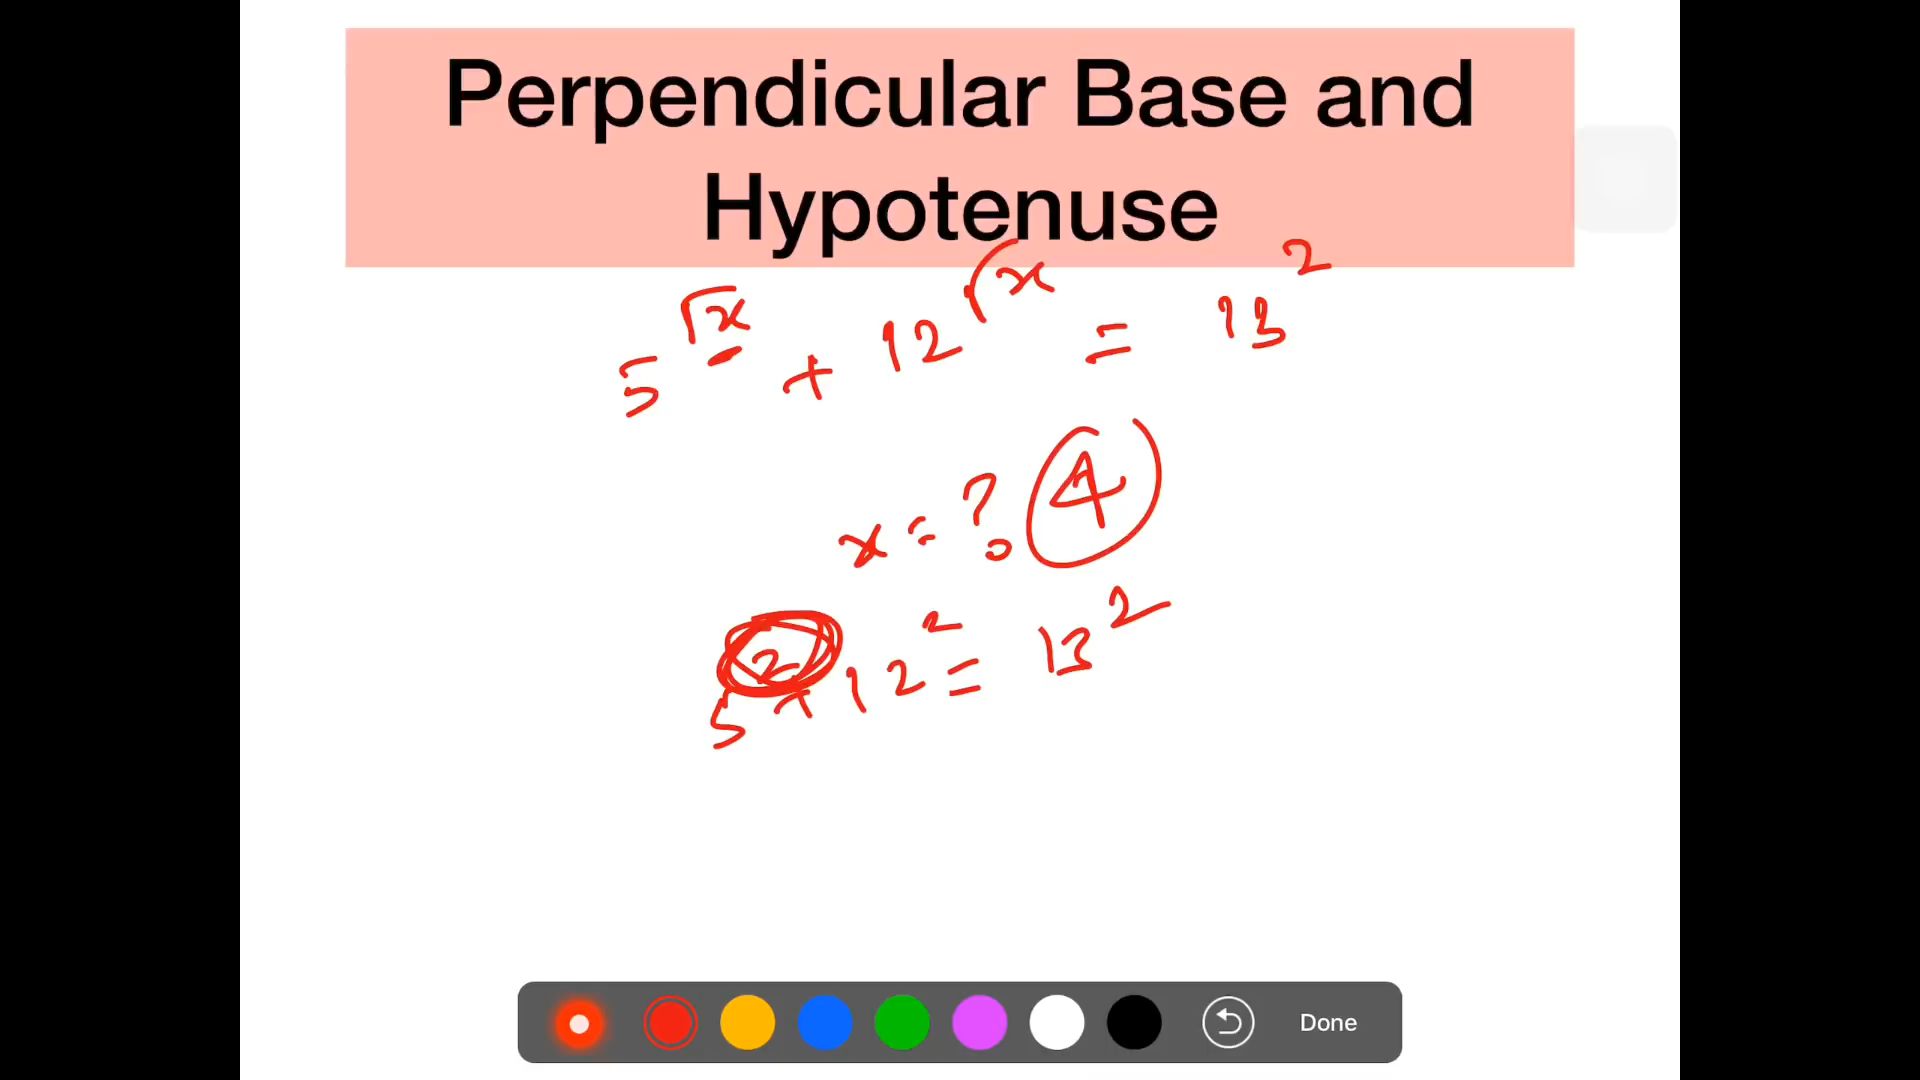 Perpendicular Base and
Hypotenuse
5^√x + 12^√x = 13^2
x = ? 4
5^2 + 12^2 = 13^2
Done